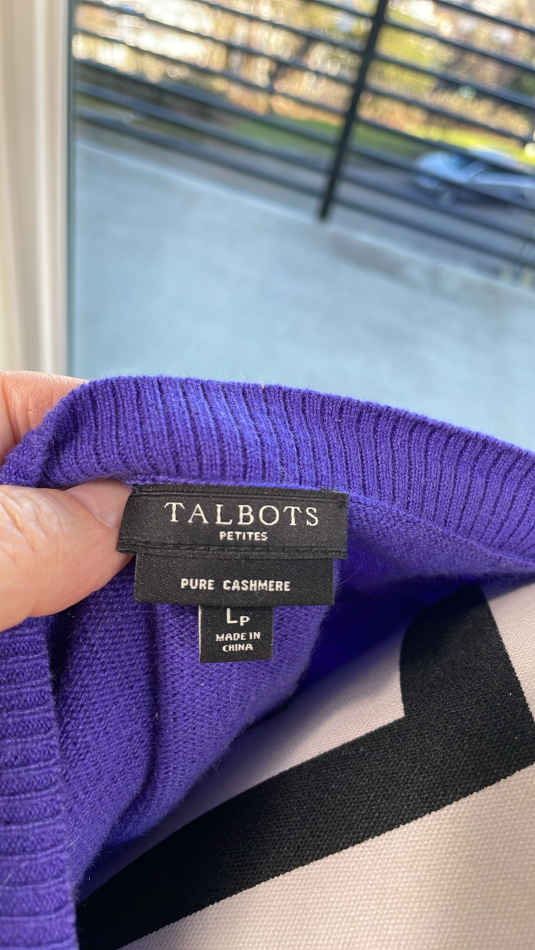 TALBOTS
PETITES
PURE CASHMERE
LP
MADE IN
CHINA